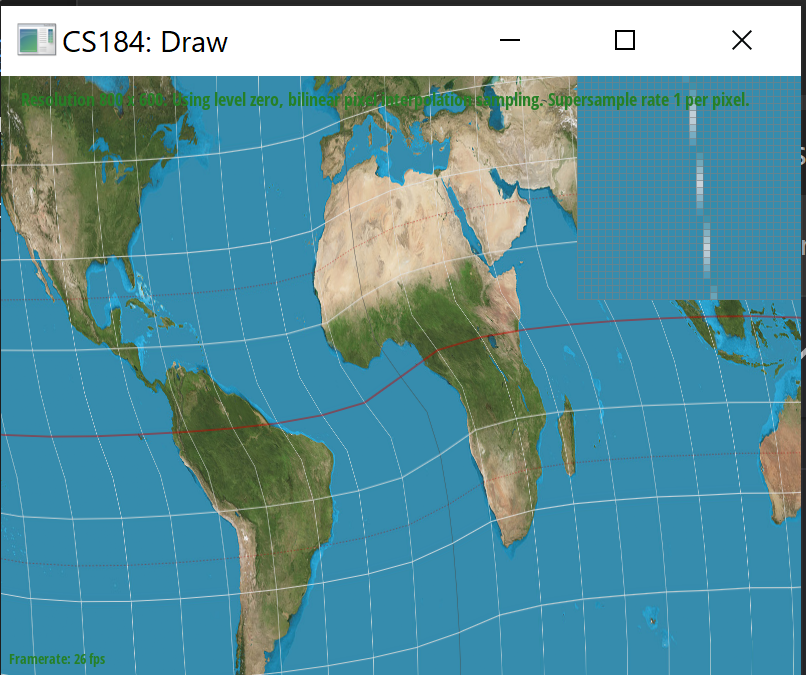 CS184: Draw
Resolution 800 x 600. Using level zero, bilinear pixel interpolation sampling. Supersample rate 1 per pixel.
Framerate: 26 fps